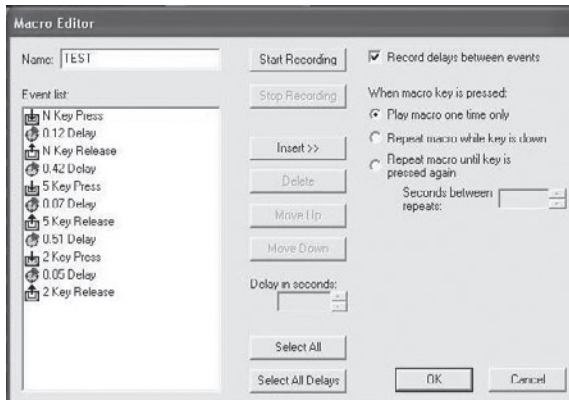 Macro Editor
Name: TEST
Event list:
N Key Press
0.12 Delay
N Key Release
0.42 Delay
5 Key Press
0.07 Delay
5 Key Release
0.51 Delay
2 Key Press
0.05 Delay
2 Key Release
Start Recording
Stop Recording
Insert >>
Delete
Move Up
Move Down
Delay in seconds:
Select All
Select All Delays
Record delays between events
When macro key is pressed:
Play macro one time only
Repeat macro while key is down
Repeat macro until key is
pressed again
Seconds between
repeats:
OK
Cancel